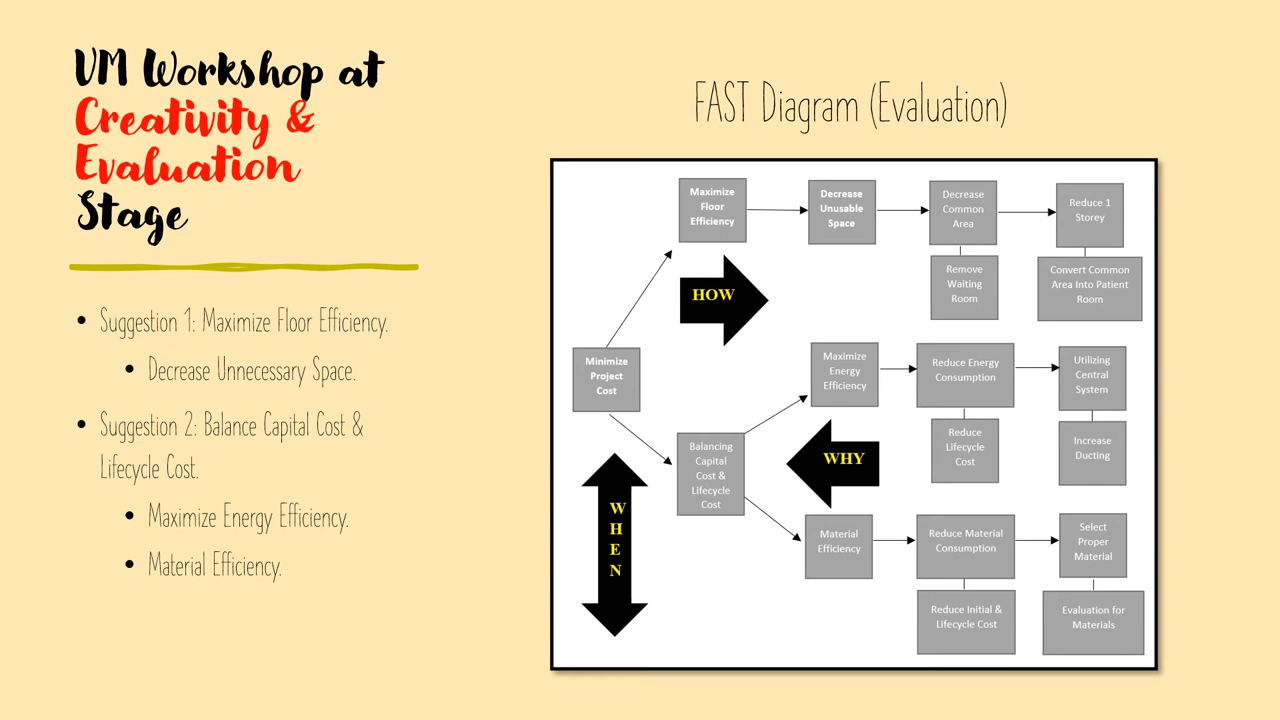 VM Workshop at
Creativity &
Evaluation
Stage
• Suggestion 1: Maximize Floor Efficiency.
• Decrease Unnecessary Space.
• Suggestion 2: Balance Capital Cost &
Lifecycle Cost.
• Maximize Energy Efficiency.
• Material Efficiency.
FAST Diagram (Evaluation)
Maximize
Floor
Efficiency
Decrease
Unusable
Space
Decrease
Common
Area
Reduce 1
Storey
Remove
Waiting
Room
Convert Common
Area Into Patient
Room
HOW
Minimize
Project
Cost
Maximize
Energy
Efficiency
Reduce Energy
Consumption
Utilizing
Central
System
Reduce
Lifecycle
Cost
Increase
Ducting
Balancing
Capital
Cost &
Lifecycle
Cost
WHY
W
H
E
N
Material
Efficiency
Reduce Material
Consumption
Select
Proper
Material
Reduce Initial &
Lifecycle Cost
Evaluation for
Materials